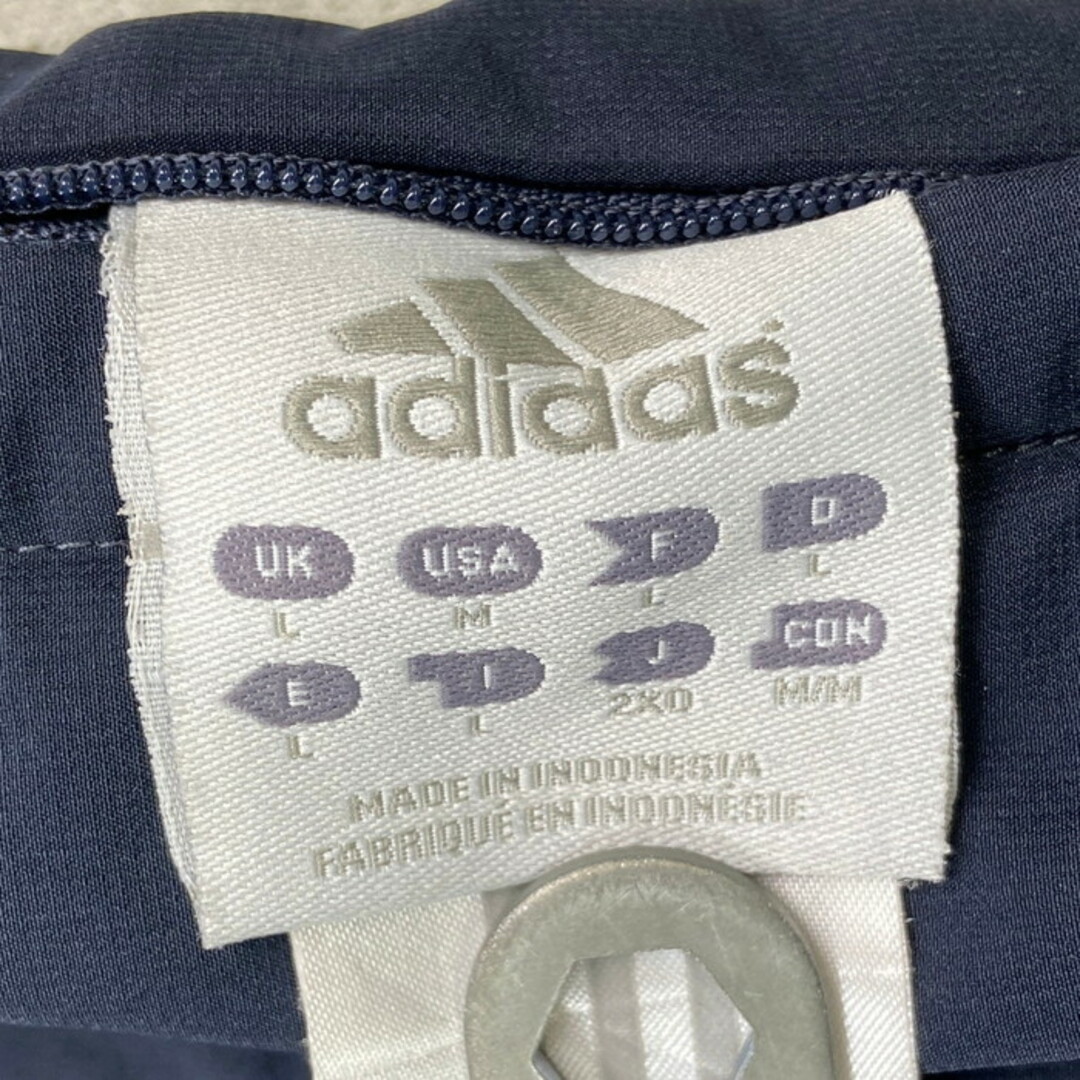 adidas
UK USA F D
L M L L
E I J CON
L L 2XO M/M
MADE IN INDONESIA
FABRIQUÉ EN INDONÉSIE